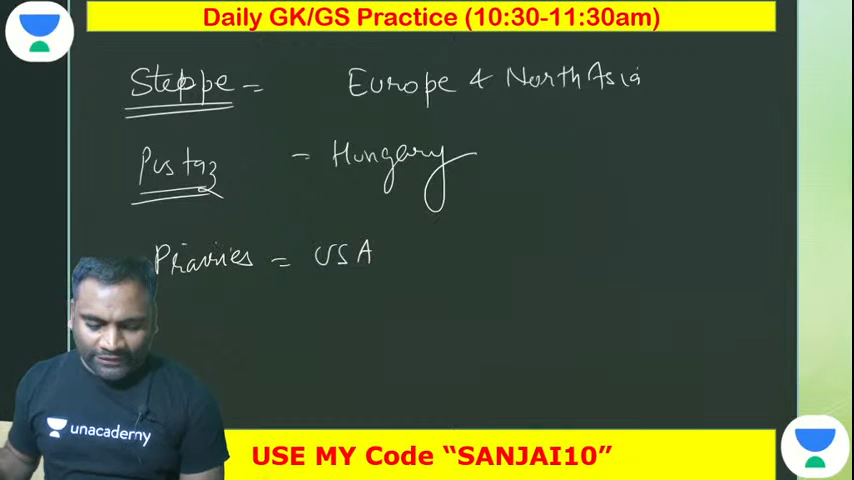 Daily GK/GS Practice (10:30-11:30am)
Steppe = Europe & North Asia
Pustaz = Hungary
Priaries = USA
unacademy
USE MY Code “SANJAI10”